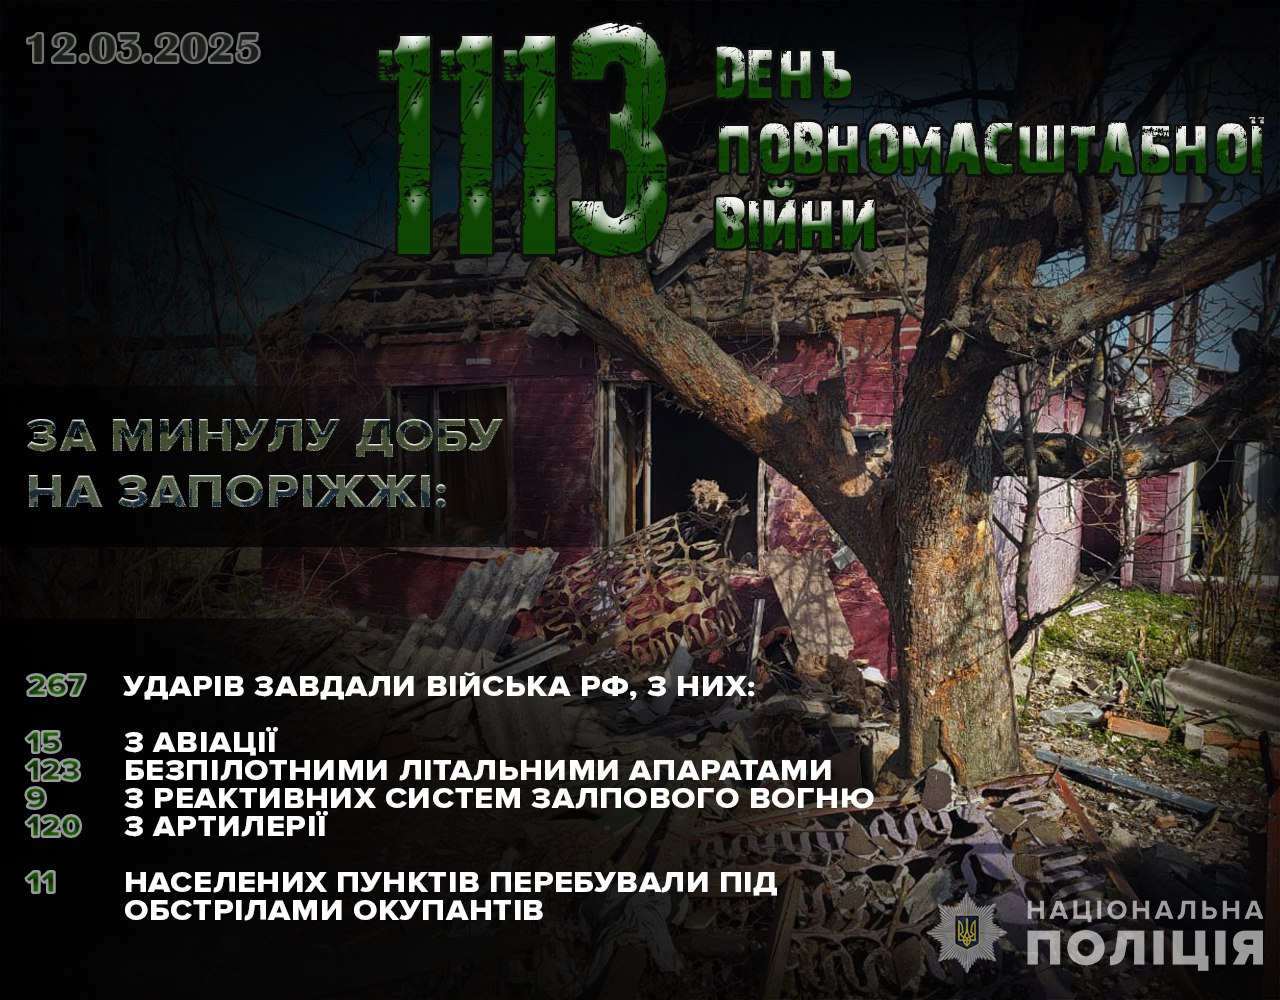 12.03.2025
1113
ДЕНЬ
ПОВНОМАСШТАБНОЇ
ВІЙНИ
ЗА МИНУЛУ ДОБУ
НА ЗАПОРІЖЖІ:
267 УДАРІВ ЗАВДАЛИ ВІЙСЬКА РФ, З НИХ:
15 З АВІАЦІЇ
123 БЕЗПІЛОТНИМИ ЛІТАЛЬНИМИ АПАРАТАМИ
9 З РЕАКТИВНИХ СИСТЕМ ЗАЛПОВОГО ВОГНЮ
120 З АРТИЛЕРІЇ
11 НАСЕЛЕНИХ ПУНКТІВ ПЕРЕБУВАЛИ ПІД
ОБСТРІЛАМИ ОКУПАНТІВ
НАЦІОНАЛЬНА
ПОЛІЦІЯ